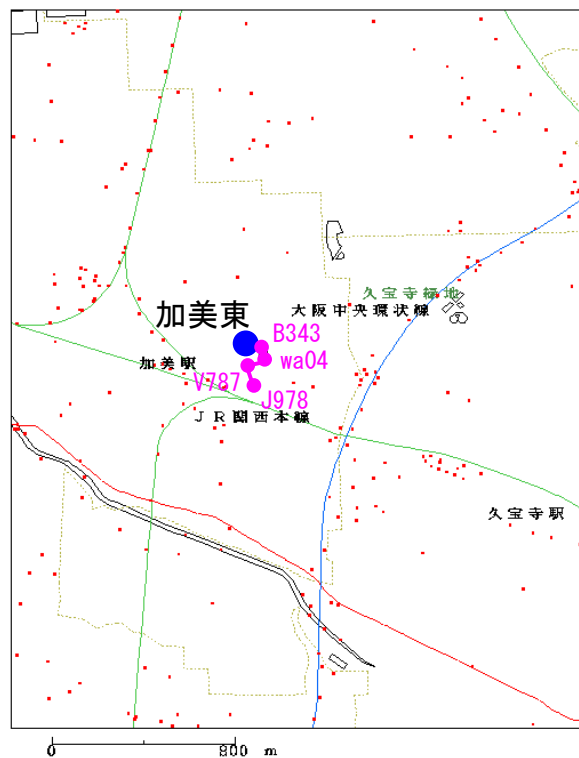 久宝寺緑地
大阪中央環状線
加美東
B343
wa04
加美駅
V787
J978
JR関西本線
久宝寺駅
0 800 m